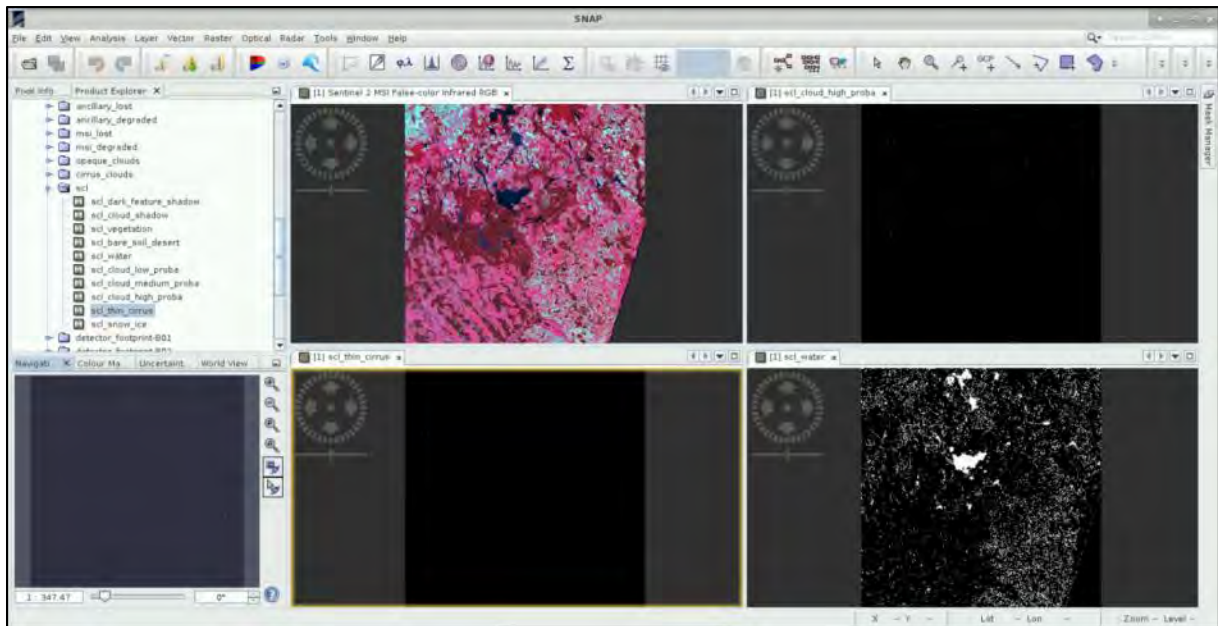 SNAP
File Edit View Analysis Layer Vector Raster Optical Radar Tools Window Help
Pixel Info Product Explorer
ancillary_lost
ancillary_degraded
msi_lost
msi_degraded
opaque_clouds
cirrus_clouds
scl
scl_dark_feature_shadow
scl_cloud_shadow
scl_vegetation
scl_bare_soil_desert
scl_water
scl_cloud_low_proba
scl_cloud_medium_proba
scl_cloud_high_proba
scl_thin_cirrus
scl_snow_ice
detector_footprint-B01
detector_footprint-B02
[1] Sentinel 2 MSI False-color Infrared RGB
[1] scl_cloud_high_proba
Mask Manager
Navigati... Colour Ma... Uncertaint... World View
1 : 347.47
0°
[1] scl_thin_cirrus
[1] scl_water
X -- Y -- Lat -- Lon -- Zoom -- Level --